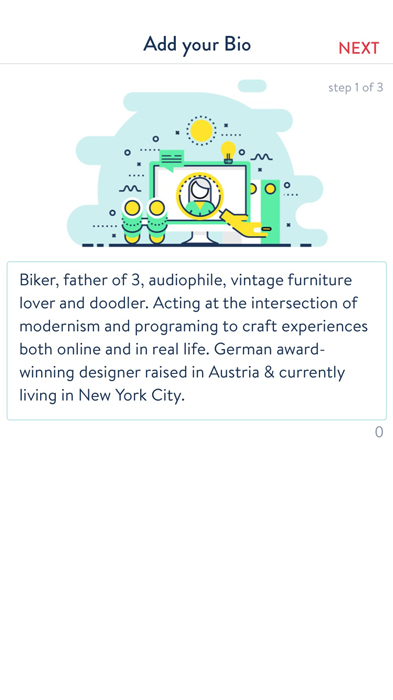 Add your Bio
NEXT
step 1 of 3
Biker, father of 3, audiophile, vintage furniture
lover and doodler. Acting at the intersection of
modernism and programing to craft experiences
both online and in real life. German award-
winning designer raised in Austria & currently
living in New York City.
0